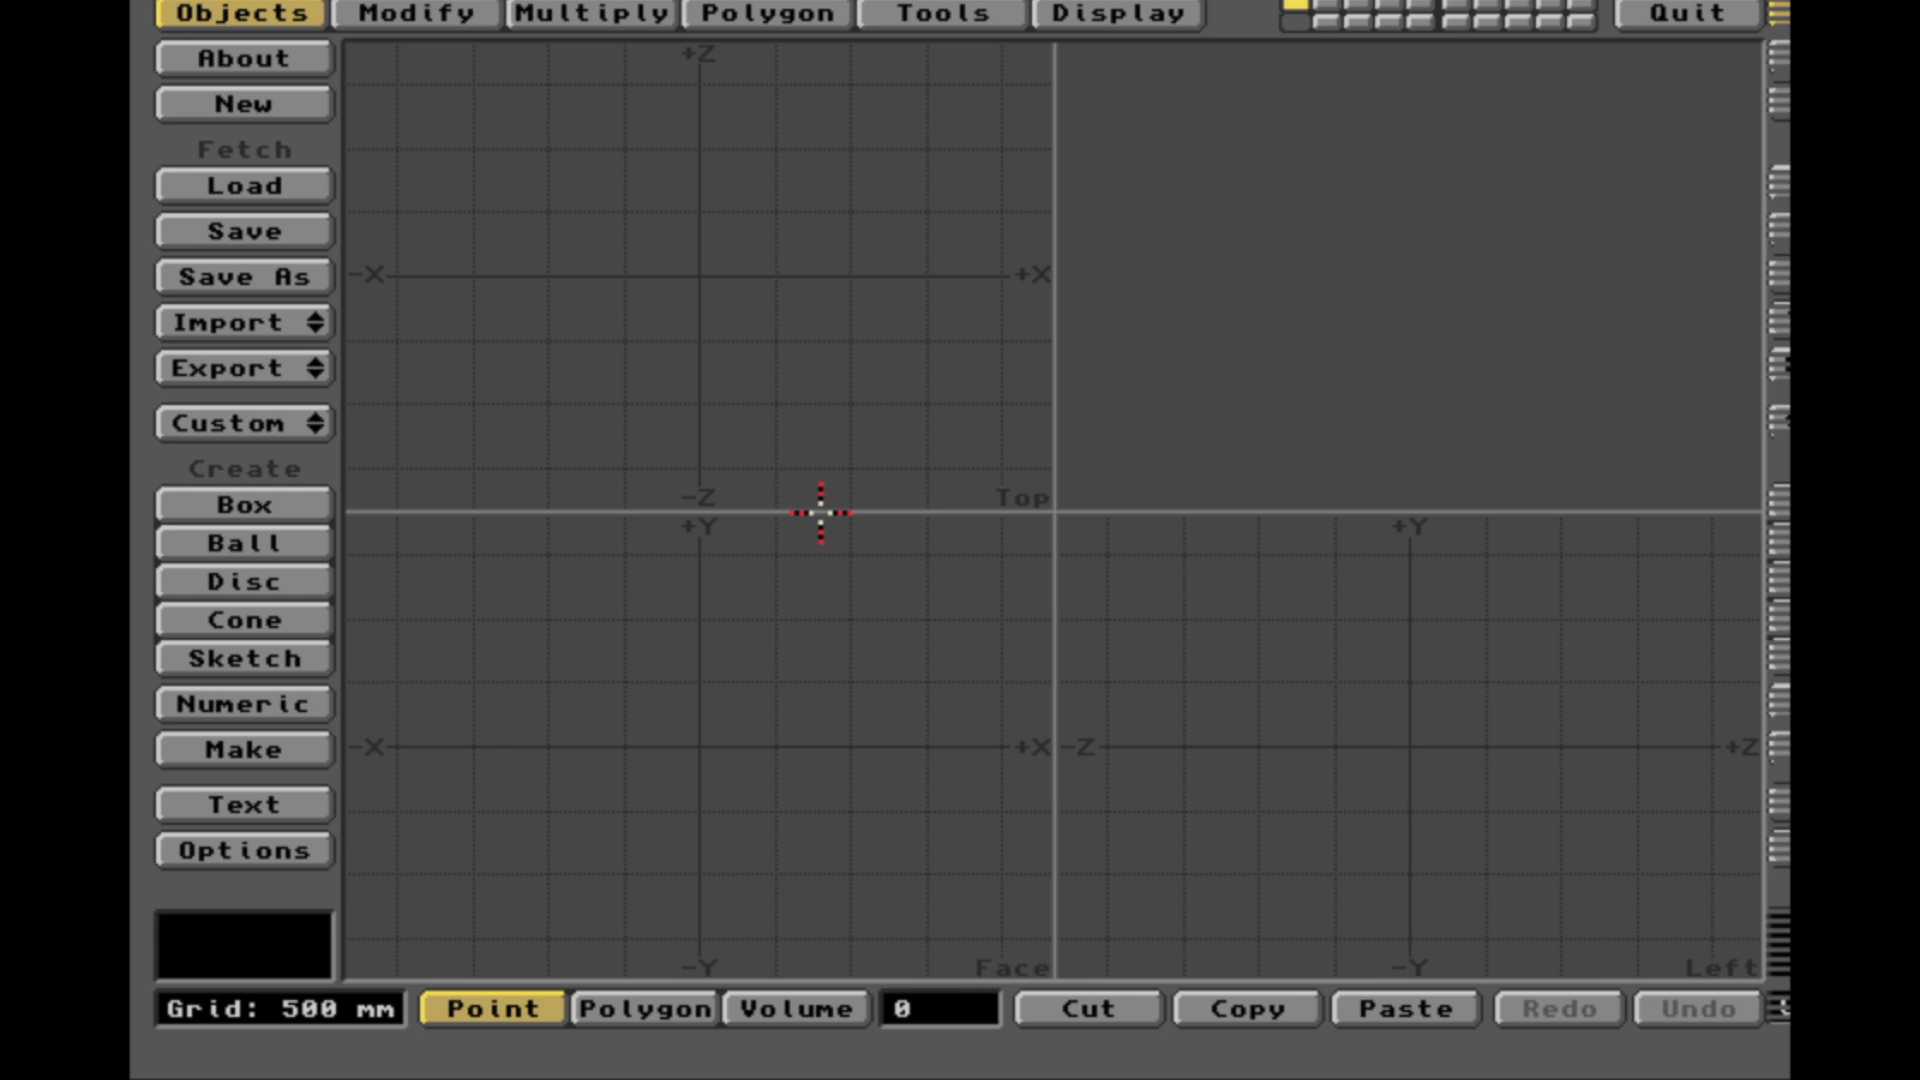 Objects Modify Multiply Polygon Tools Display Quit
About
New
Fetch
Load
Save
Save As
Import
Export
Custom
Create
Box
Ball
Disc
Cone
Sketch
Numeric
Make
Text
Options
+Z
-X +X
-Z Top
+Y +Y
-X +X -Z +Z
-Y Face -Y Left
Grid: 500 mm Point Polygon Volume 0 Cut Copy Paste Redo Undo